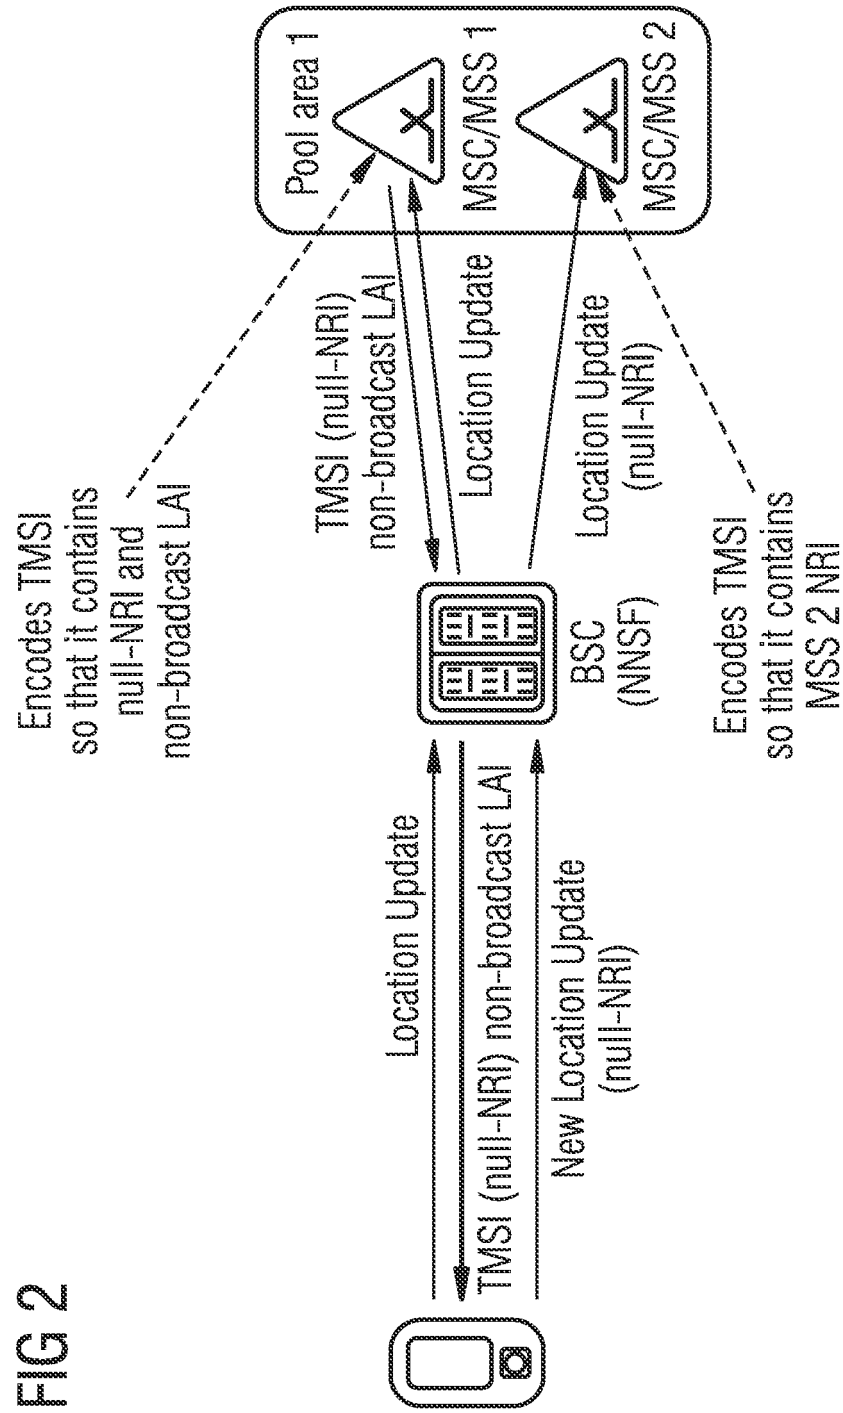 FIG 2
Encodes TMSI
so that it contains
null-NRI and
non-broadcast LAI
Pool area 1
MSC/MSS 1
MSC/MSS 2
TMSI (null-NRI)
non-broadcast LAI
Location Update
Location Update
(null-NRI)
Location Update
TMSI (null-NRI) non-broadcast LAI
New Location Update
(null-NRI)
BSC
(NNSF)
Encodes TMSI
so that it contains
MSS 2 NRI